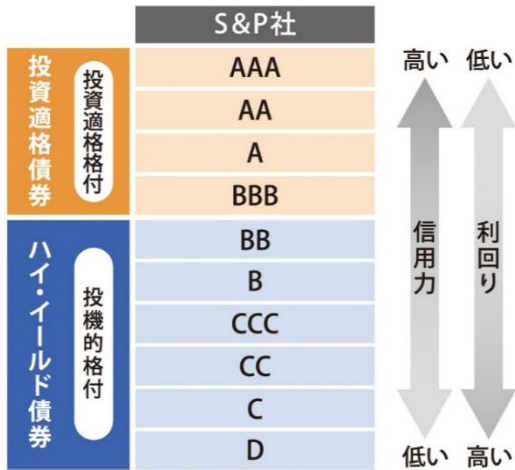 S&P社
投資適格債券
投資適格格付
AAA
AA
A
BBB
ハイ・イールド債券
投機的格付
BB
B
CCC
CC
C
D
高い 低い
信用力
利回り
低い 高い